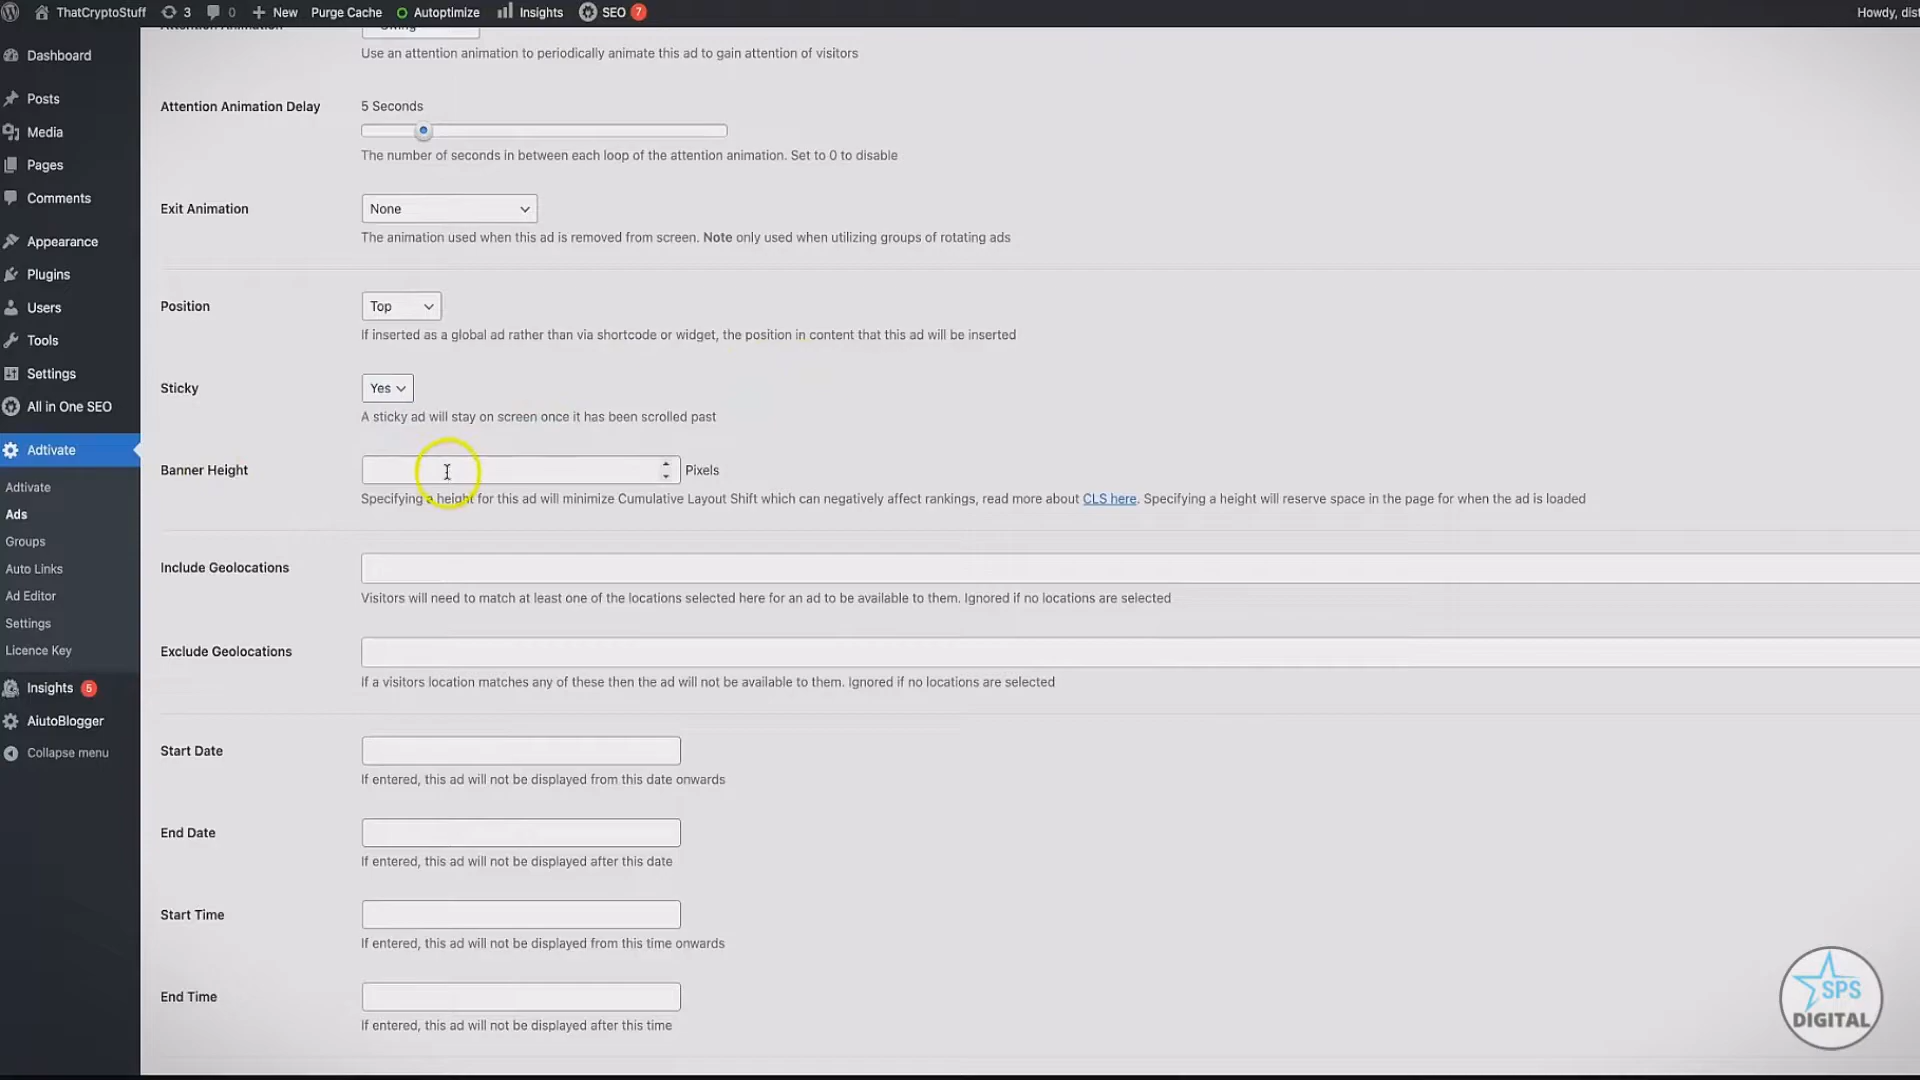 ThatCryptoStuff 3 0 New Purge Cache Autoptimize Insights SEO 7 Howdy, dist
Dashboard
Posts
Media
Pages
Comments
Appearance
Plugins
Users
Tools
Settings
All in One SEO
Adtivate
Adtivate
Ads
Groups
Auto Links
Ad Editor
Settings
Licence Key
Insights 5
AiutoBlogger
Collapse menu
Attention Animation Swing
Use an attention animation to periodically animate this ad to gain attention of visitors
Attention Animation Delay 5 Seconds
The number of seconds in between each loop of the attention animation. Set to 0 to disable
Exit Animation None
The animation used when this ad is removed from screen. Note only used when utilizing groups of rotating ads
Position Top
If inserted as a global ad rather than via shortcode or widget, the position in content that this ad will be inserted
Sticky Yes
A sticky ad will stay on screen once it has been scrolled past
Banner Height Pixels
Specifying a height for this ad will minimize Cumulative Layout Shift which can negatively affect rankings, read more about CLS here. Specifying a height will reserve space in the page for when the ad is loaded
Include Geolocations
Visitors will need to match at least one of the locations selected here for an ad to be available to them. Ignored if no locations are selected
Exclude Geolocations
If a visitors location matches any of these then the ad will not be available to them. Ignored if no locations are selected
Start Date
If entered, this ad will not be displayed from this date onwards
End Date
If entered, this ad will not be displayed after this date
Start Time
If entered, this ad will not be displayed from this time onwards
End Time
If entered, this ad will not be displayed after this time
SPS
DIGITAL